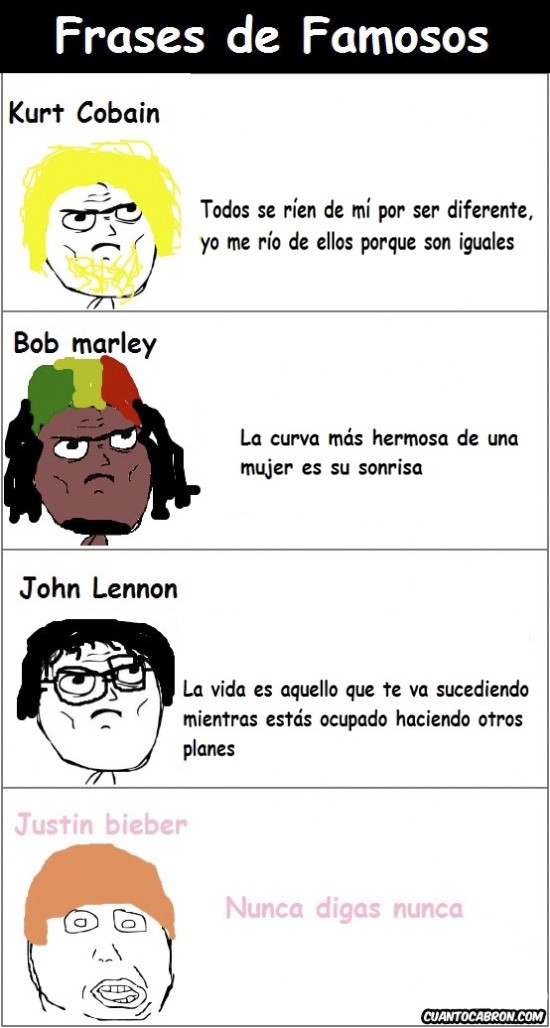 Frases de Famosos
Kurt Cobain
Todos se ríen de mí por ser diferente,
yo me río de ellos porque son iguales
Bob marley
La curva más hermosa de una
mujer es su sonrisa
John Lennon
La vida es aquello que te va sucediendo
mientras estás ocupado haciendo otros
planes
Justin bieber
Nunca digas nunca
CUANTOCABRON.COM